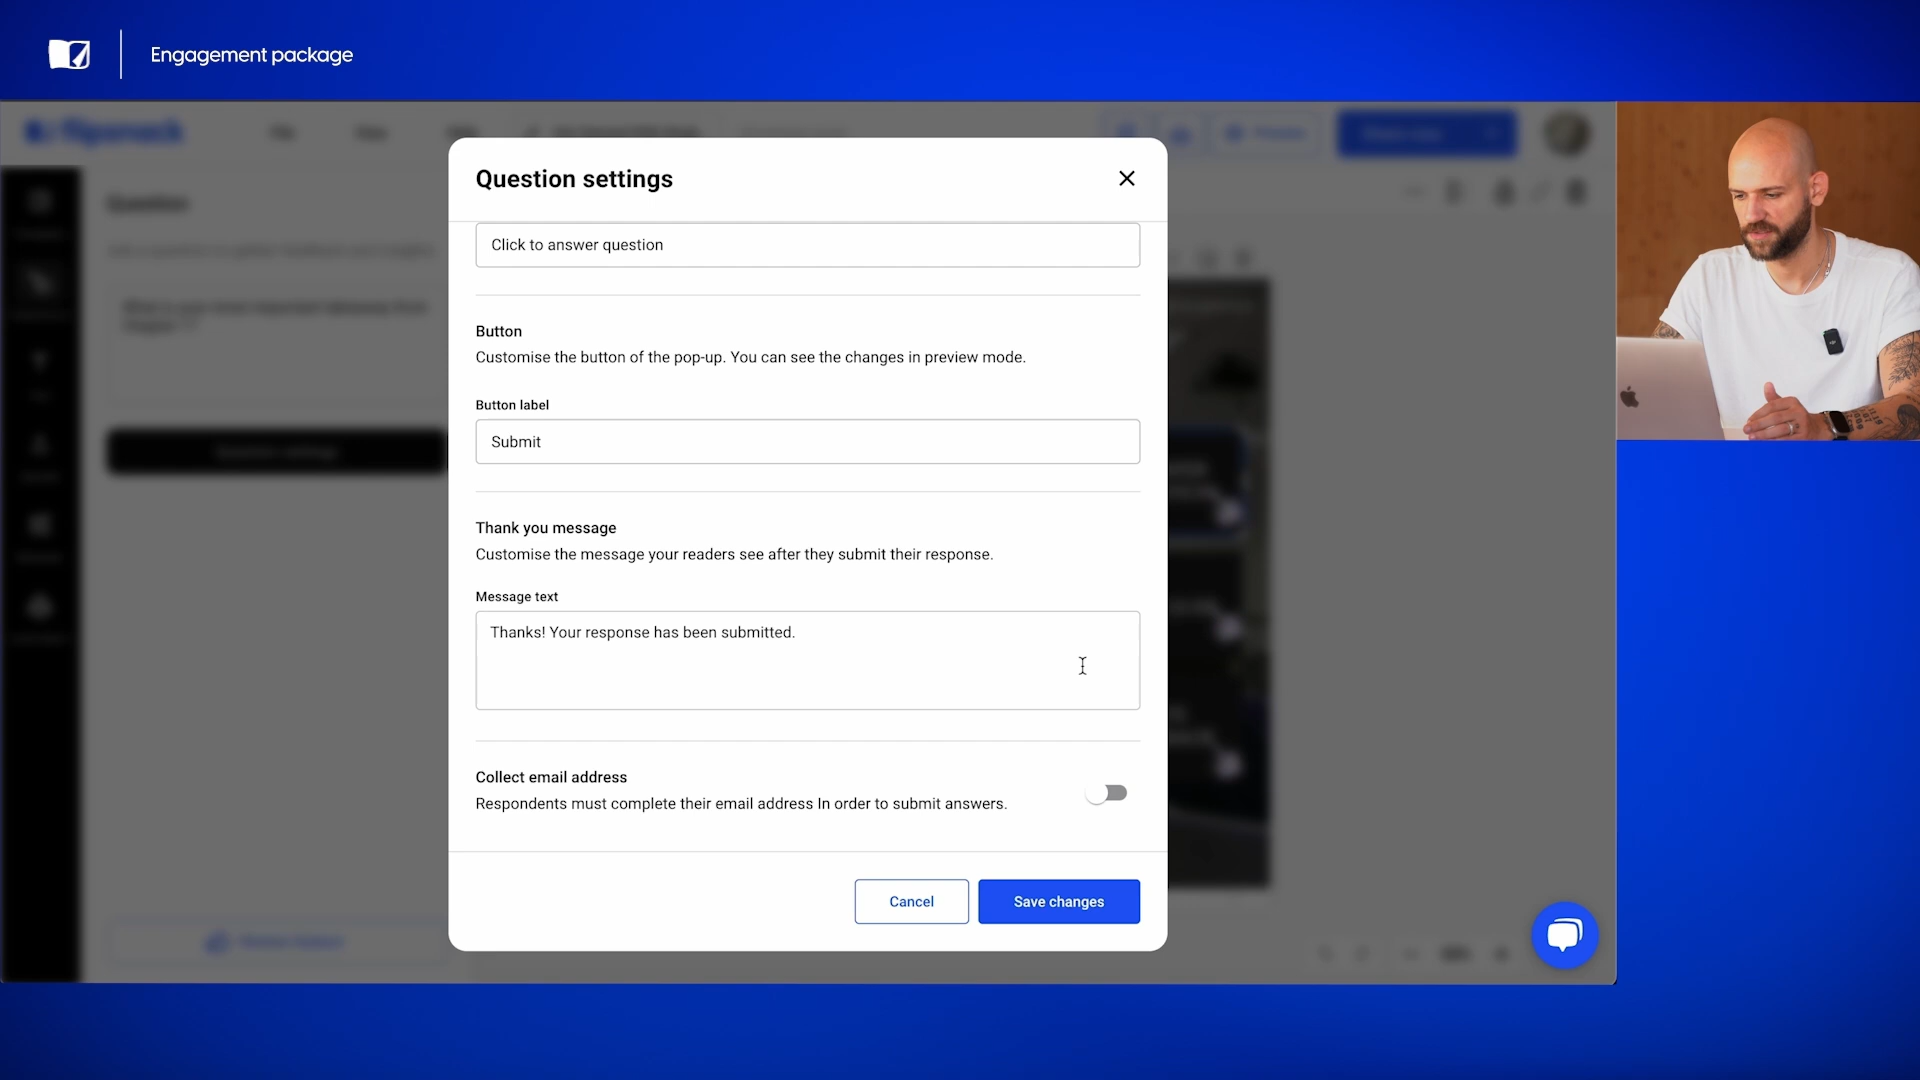 Engagement package
flipsnack
Question settings
Click to answer question
Button
Customise the button of the pop-up. You can see the changes in preview mode.
Button label
Submit
Thank you message
Customise the message your readers see after they submit their response.
Message text
Thanks! Your response has been submitted.
Collect email address
Respondents must complete their email address In order to submit answers.
Cancel
Save changes